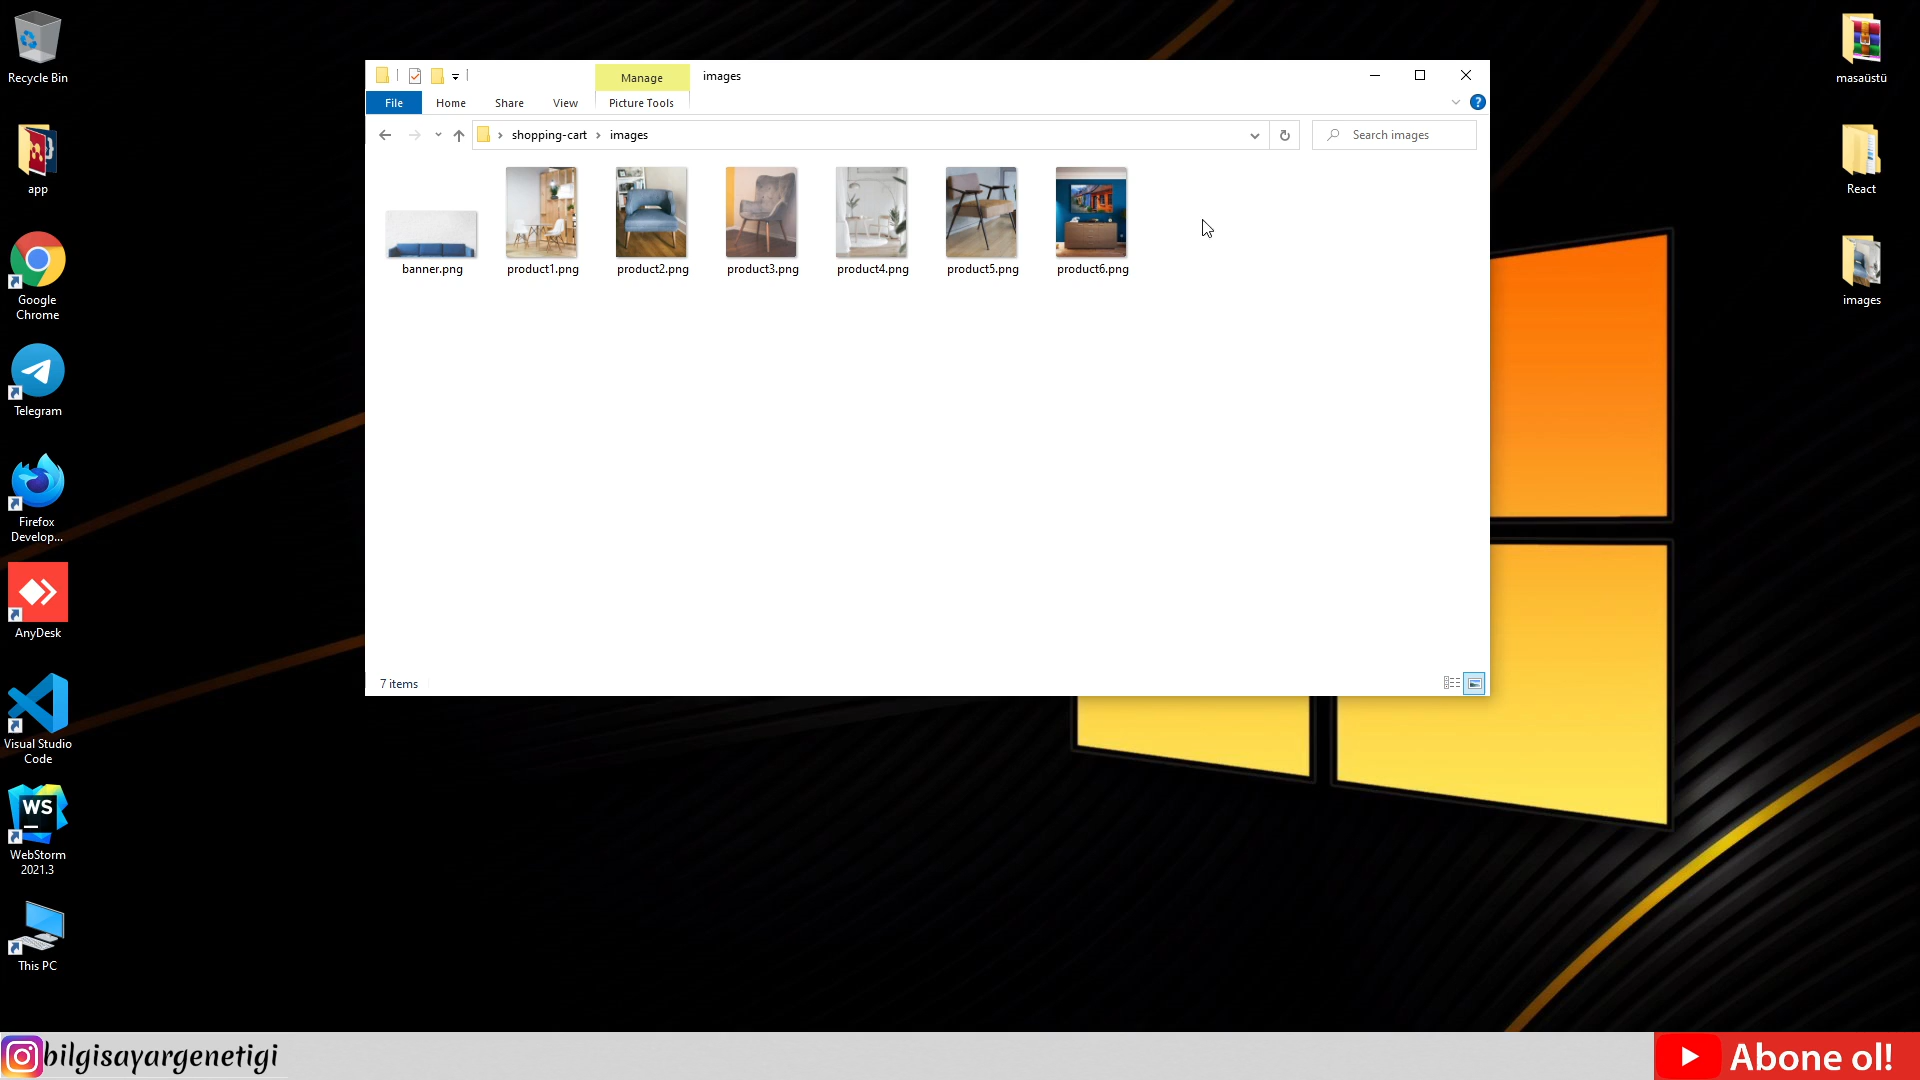 Recycle Bin
app
Google
Chrome
Telegram
Firefox
Develop...
AnyDesk
Visual Studio
Code
WS
WebStorm
2021.3
This PC
Manage
images
File
Home
Share
View
Picture Tools
?
shopping-cart
images
Search images
banner.png
product1.png
product2.png
product3.png
product4.png
product5.png
product6.png
7 items
masaüstü
React
images
bilgisayargenetigi
Abone ol!